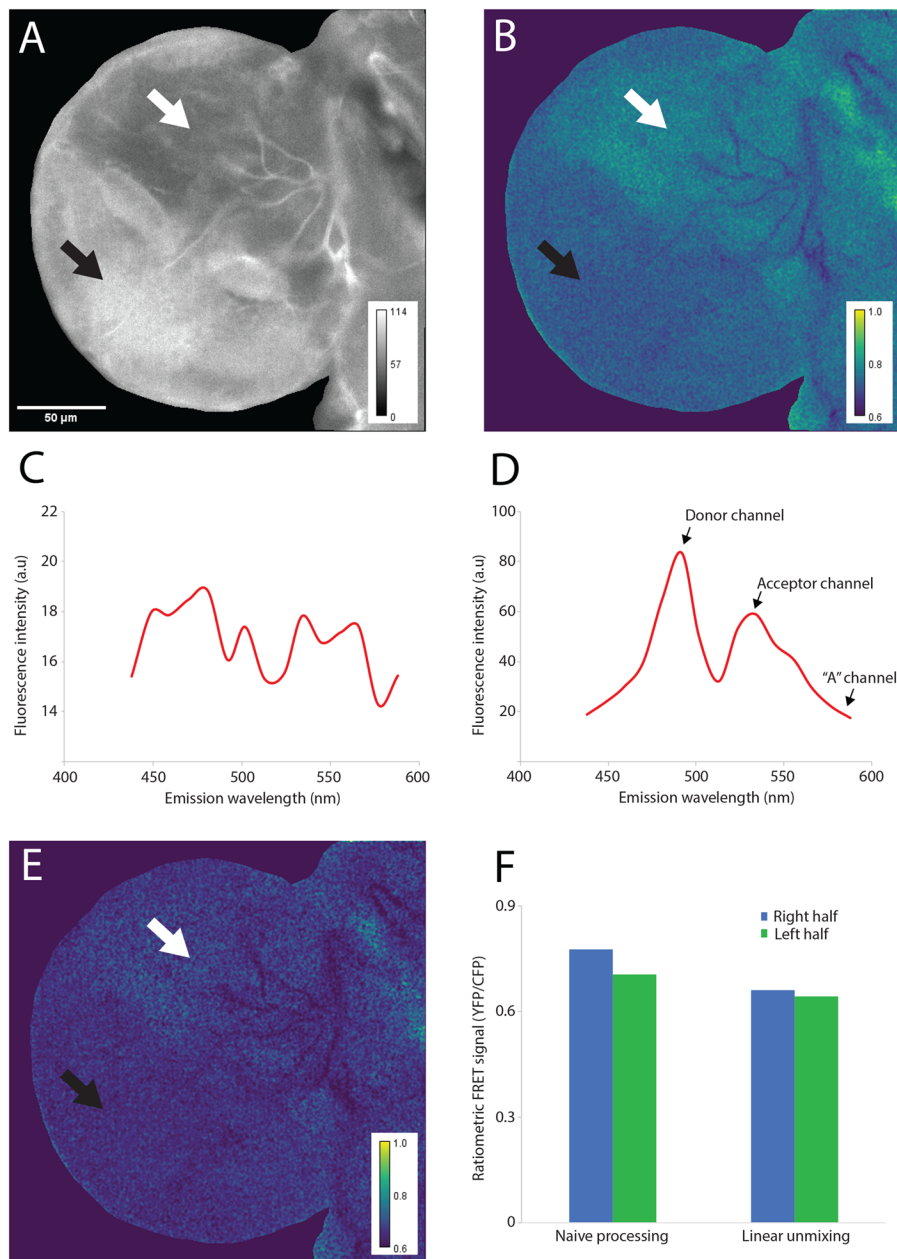 A
114
57
0
50 µm
B
1.0
0.8
0.6
C
22
20
18
16
14
400
450
500
550
600
Fluorescence intensity (a.u)
Emission wavelength (nm)
D
100
80
60
40
20
400
450
500
550
600
Fluorescence intensity (a.u)
Emission wavelength (nm)
Donor channel
Acceptor channel
“A” channel
E
1.0
0.8
0.6
F
0.9
0.6
0.3
0
Ratiometric FRET signal (YFP/CFP)
Right half
Left half
Naive processing
Linear unmixing